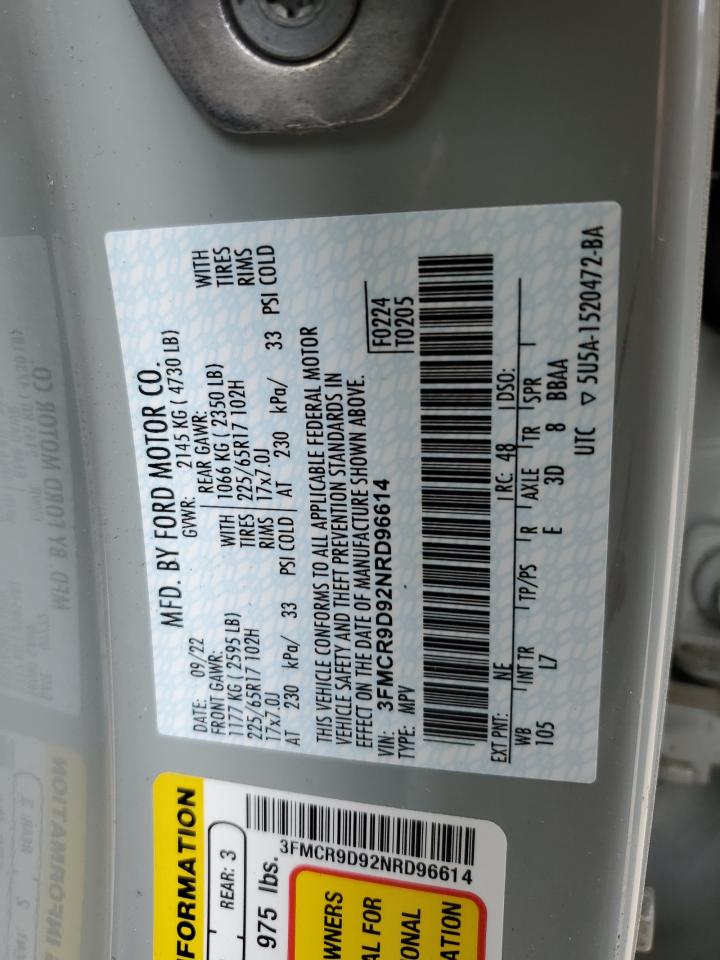 MFD. BY FORD MOTOR CO.
DATE: 09/22 GVWR: 2145 KG ( 4730 LB)
FRONT GAWR: REAR GAWR: WITH
1177 KG ( 2595 LB) WITH 1066 KG ( 2350 LB) TIRES
225/65R17 102H TIRES 225/65R17 102H RIMS
17x7.0J RIMS 17x7.0J
AT 230 kPa/ 33 PSI COLD AT 230 kPa/ 33 PSI COLD
THIS VEHICLE CONFORMS TO ALL APPLICABLE FEDERAL MOTOR
VEHICLE SAFETY AND THEFT PREVENTION STANDARDS IN
EFFECT ON THE DATE OF MANUFACTURE SHOWN ABOVE.
VIN: 3FMCR9D92NRD96614 F0224
TYPE: MPV T0205
EXT PNT: NE RC: 48 DSO:
WB INT TR TP/PS R AXLE TR SPR
105 L7 E 3D 8 BBAA
UTC ▽ 5U5A-1520472-BA
FORMATION
REAR: 3
975 lbs.
3FMCR9D92NRD96614
WNERS
AL FOR
ONAL
ATION